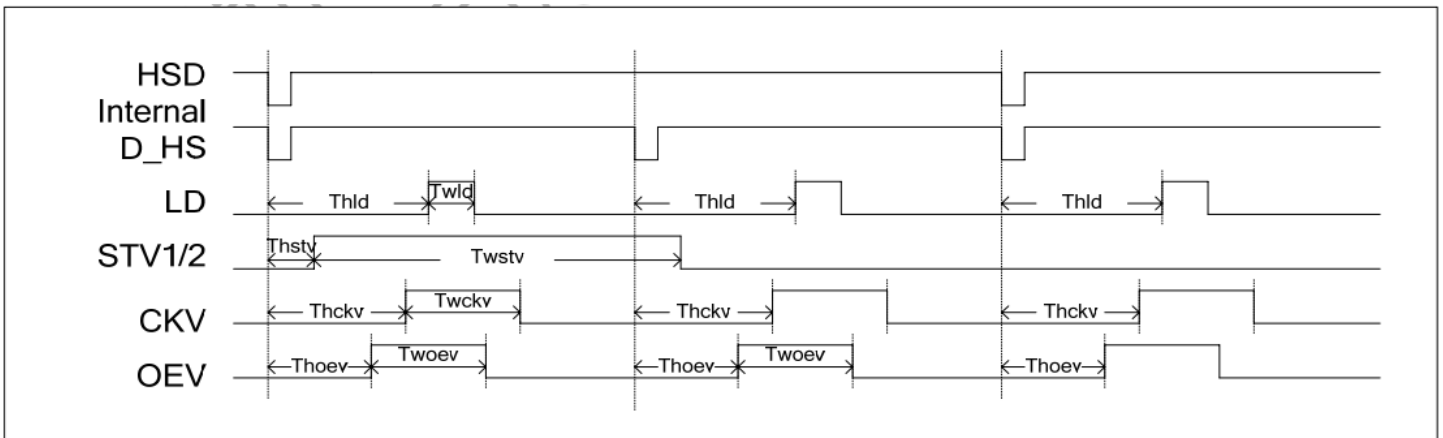 HSD
Internal
D_HS
LD Thld Twld Thld Thld
STV1/2 Thstv Twstv
CKV Thckv Twckv Thckv Thckv
OEV Thoev Twoev Thoev Twoev Thoev